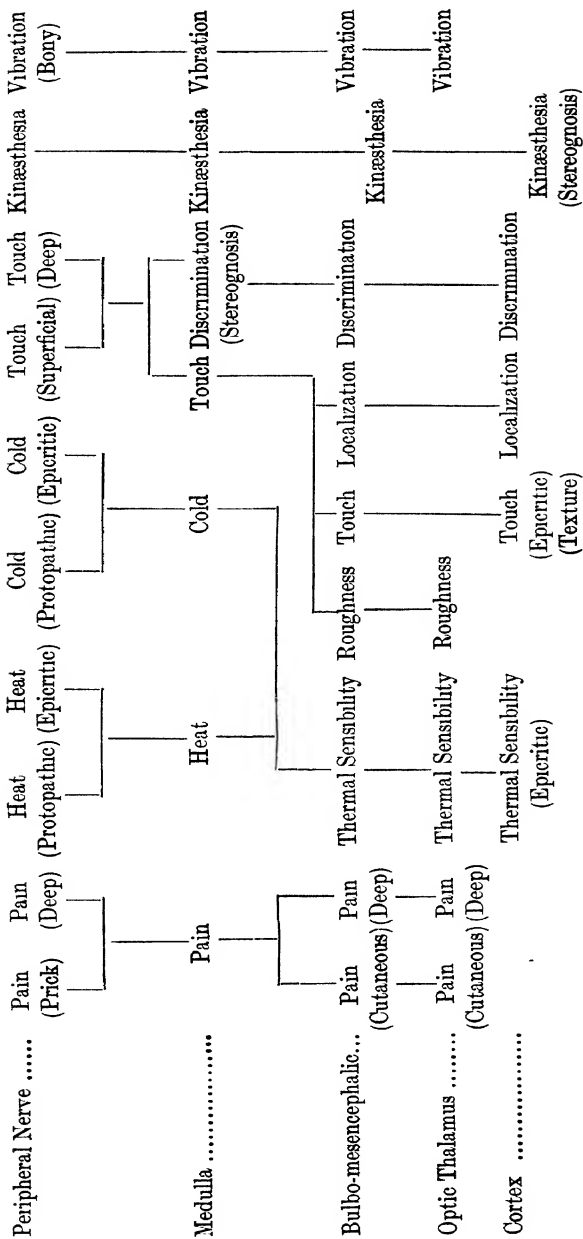 Peripheral Nerve ...... Pain Pain Heat Heat Cold Cold Touch Touch Kinæsthesia Vibration
(Prick) (Deep) (Protopathic) (Epicritic) (Protopathic) (Epicritic) (Superficial) (Deep) (Bony)
Medulla .................. Pain Heat Cold Touch Discrimination Kinæsthesia Vibration
(Stereognosis)
Bulbo-mesencephalic... Pain Pain Thermal Sensibility Roughness Touch Localization Discrimination Vibration
(Cutaneous) (Deep) Kinæsthesia
Optic Thalamus ........ Pain Pain Thermal Sensibility Roughness Vibration
(Cutaneous) (Deep)
Cortex .................. Thermal Sensibility Touch Localization Discrimination Kinæsthesia
(Epicritic) (Epicritic) (Stereognosis)
(Texture)